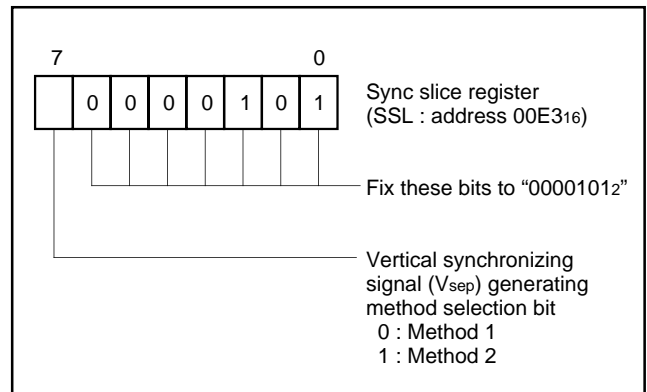 7 0
0 0 0 0 1 0 1
Sync slice register
(SSL : address 00E316)
Fix these bits to “00001012”
Vertical synchronizing
signal (Vsep) generating
method selection bit
0 : Method 1
1 : Method 2